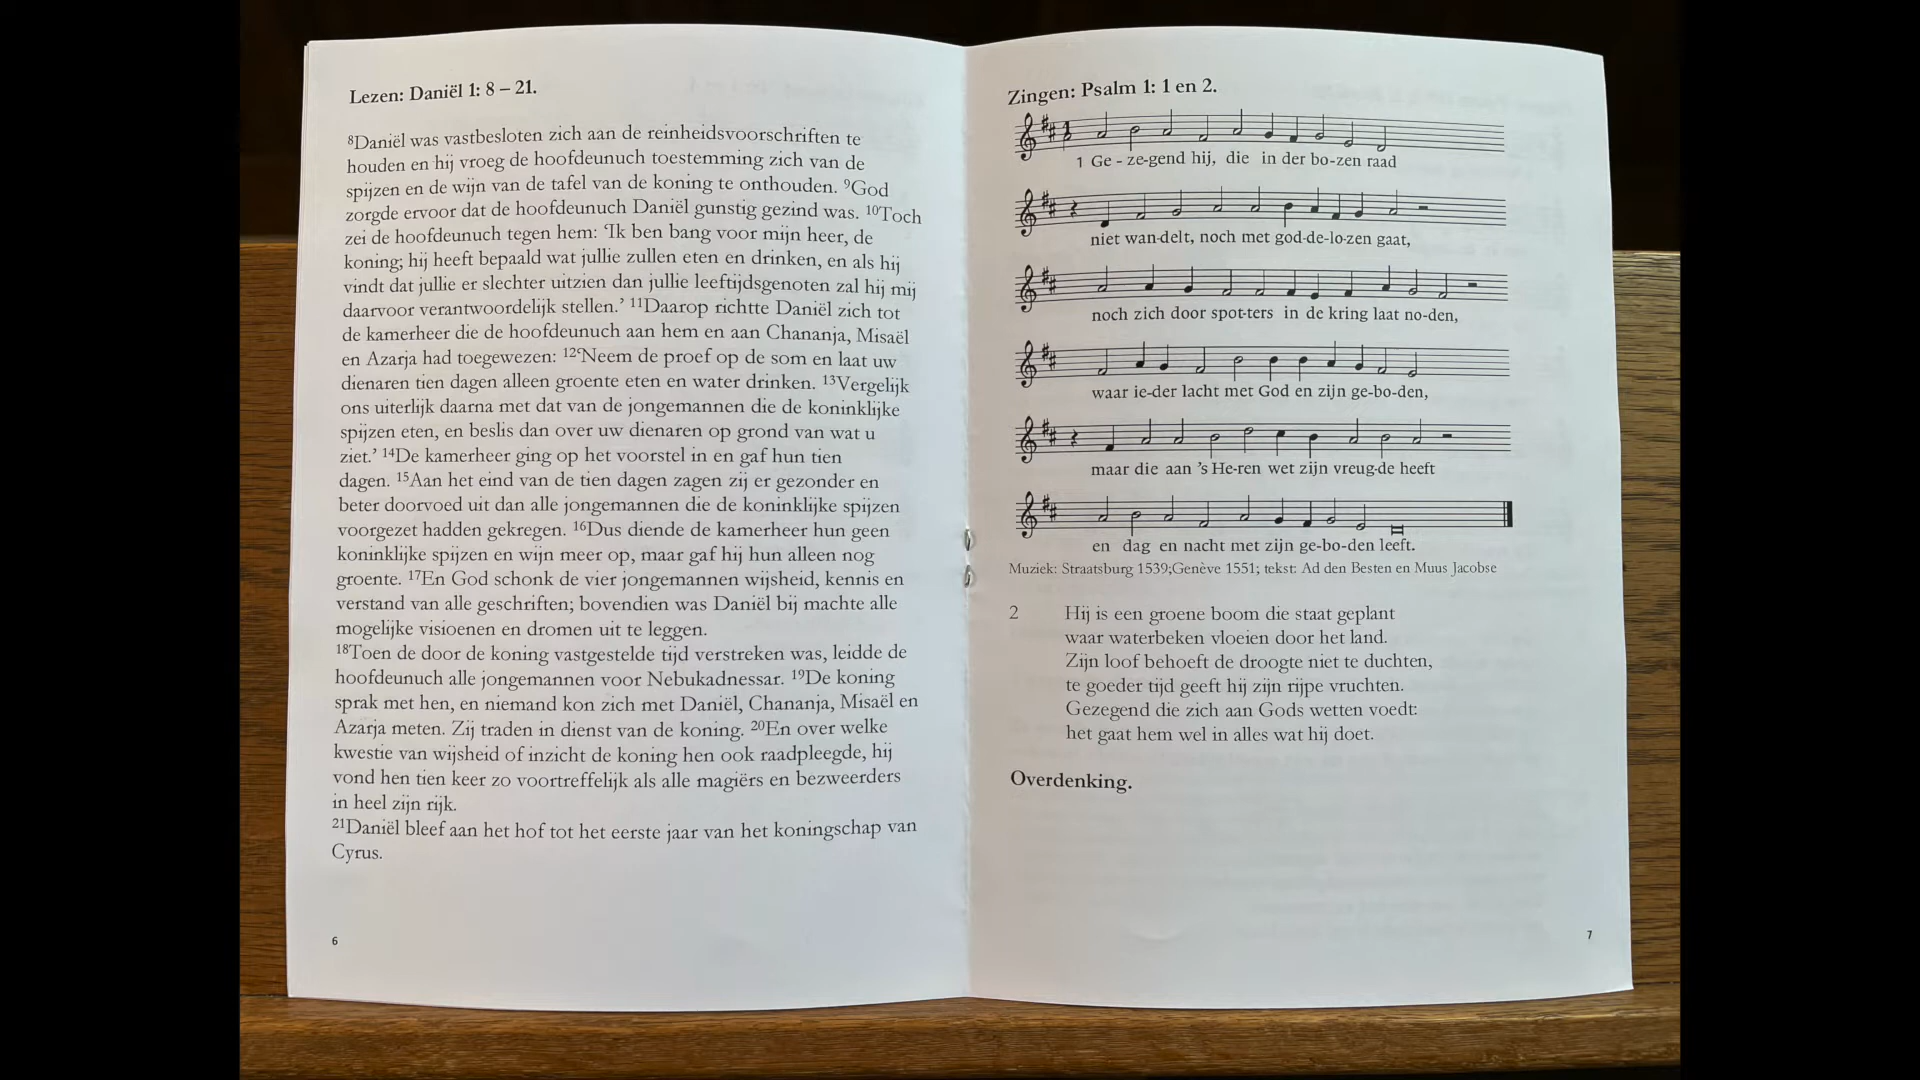 Lezen: Daniël 1: 8 – 21.
8Daniël was vastbesloten zich aan de reinheidsvoorschriften te
houden en hij vroeg de hoofdeunuch toestemming zich van de
spijzen en de wijn van de tafel van de koning te onthouden. 9God
zorgde ervoor dat de hoofdeunuch Daniël gunstig gezind was. 10Toch
zei de hoofdeunuch tegen hem: ‘Ik ben bang voor mijn heer, de
koning; hij heeft bepaald wat jullie zullen eten en drinken, en als hij
vindt dat jullie er slechter uitzien dan jullie leeftijdsgenoten zal hij mij
daarvoor verantwoordelijk stellen.’ 11Daarop richtte Daniël zich tot
de kamerheer die de hoofdeunuch aan hem en aan Chananja, Misaël
en Azarja had toegewezen: 12‘Neem de proef op de som en laat uw
dienaren tien dagen alleen groente eten en water drinken. 13Vergelijk
ons uiterlijk daarna met dat van de jongemannen die de koninklijke
spijzen eten, en beslis dan over uw dienaren op grond van wat u
ziet.’ 14De kamerheer ging op het voorstel in en gaf hun tien
dagen. 15Aan het eind van de tien dagen zagen zij er gezonder en
beter doorvoed uit dan alle jongemannen die de koninklijke spijzen
voorgezet hadden gekregen. 16Dus diende de kamerheer hun geen
koninklijke spijzen en wijn meer op, maar gaf hij hun alleen nog
groente. 17En God schonk de vier jongemannen wijsheid, kennis en
verstand van alle geschriften; bovendien was Daniël bij machte alle
mogelijke visioenen en dromen uit te leggen.
18Toen de door de koning vastgestelde tijd verstreken was, leidde de
hoofdeunuch alle jongemannen voor Nebukadnessar. 19De koning
sprak met hen, en niemand kon zich met Daniël, Chananja, Misaël en
Azarja meten. Zij traden in dienst van de koning. 20En over welke
kwestie van wijsheid of inzicht de koning hen ook raadpleegde, hij
vond hen tien keer zo voortreffelijk als alle magiërs en bezweerders
in heel zijn rijk.
21Daniël bleef aan het hof tot het eerste jaar van het koningschap van
Cyrus.
6
Zingen: Psalm 1: 1 en 2.
1 Ge - ze-gend hij, die in der bo-zen raad
niet wan-delt, noch met god-de-lo-zen gaat,
noch zich door spot-ters in de kring laat no-den,
waar ie-der lacht met God en zijn ge-bo-den,
maar die aan ’s He-ren wet zijn vreug-de heeft
en dag en nacht met zijn ge-bo-den leeft.
Muziek: Straatsburg 1539;Genève 1551; tekst: Ad den Besten en Muus Jacobse
2 Hij is een groene boom die staat geplant
waar waterbeken vloeien door het land.
Zijn loof behoeft de droogte niet te duchten,
te goeder tijd geeft hij zijn rijpe vruchten.
Gezegend die zich aan Gods wetten voedt:
het gaat hem wel in alles wat hij doet.
Overdenking.
7